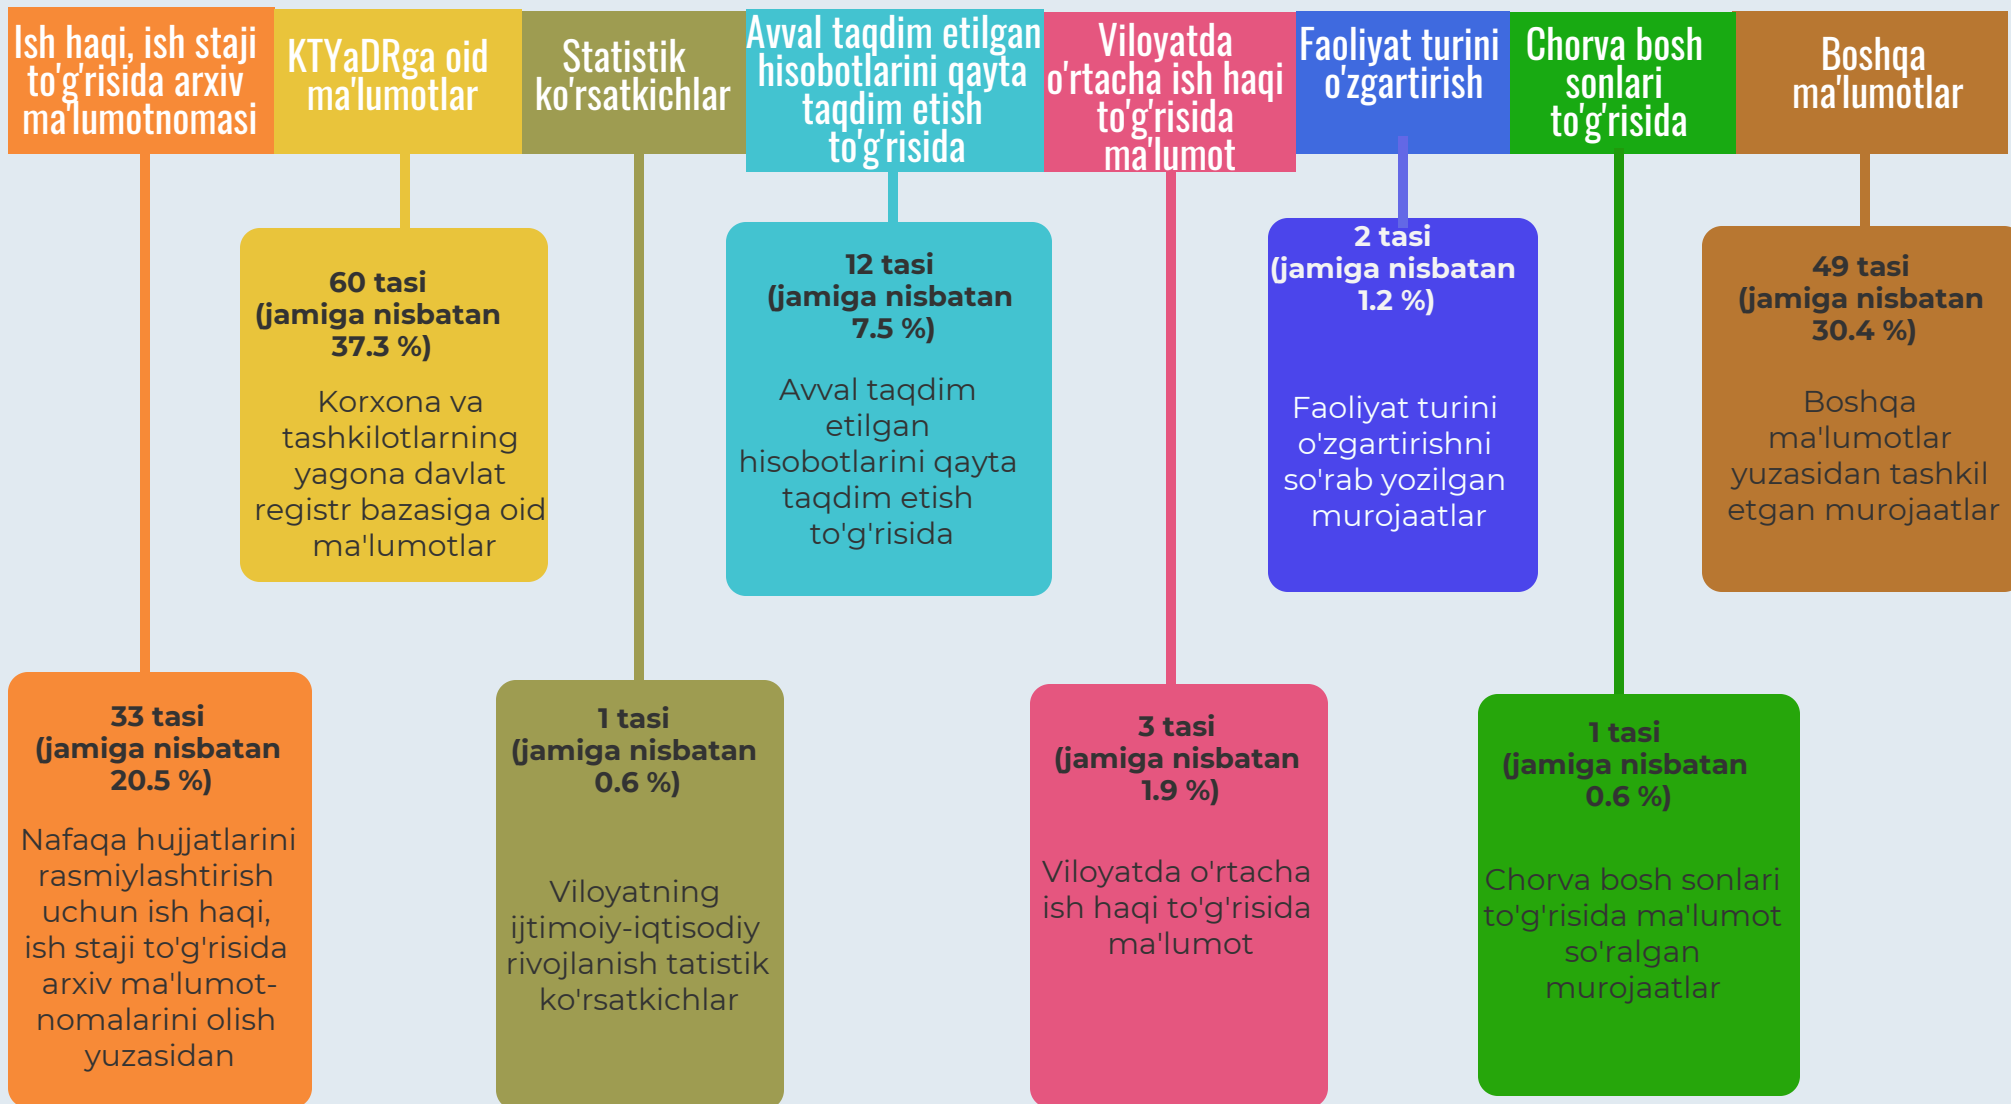 Ish haqi, ish staji
to'g'risida arxiv
ma'lumotnomasi
KTYaDRga oid
ma'lumotlar
Statistik
ko'rsatkichlar
Avval taqdim etilgan
hisobotlarini qayta
taqdim etish
to'g'risida
Viloyatda
o'rtacha ish haqi
to'g'risida
ma'lumot
Faoliyat turini
o'zgartirish
Chorva bosh
sonlari
to'g'risida
Boshqa
ma'lumotlar
60 tasi
(jamiga nisbatan
37.3 %)
Korxona va
tashkilotlarning
yagona davlat
registr bazasiga oid
ma'lumotlar
12 tasi
(jamiga nisbatan
7.5 %)
Avval taqdim
etilgan
hisobotlarini qayta
taqdim etish
to'g'risida
2 tasi
(jamiga nisbatan
1.2 %)
Faoliyat turini
o'zgartirishni
so'rab yozilgan
murojaatlar
49 tasi
(jamiga nisbatan
30.4 %)
Boshqa
ma'lumotlar
yuzasidan tashkil
etgan murojaatlar
33 tasi
(jamiga nisbatan
20.5 %)
Nafaqa hujjatlarini
rasmiylashtirish
uchun ish haqi,
ish staji to'g'risida
arxiv ma'lumot-
nomalarini olish
yuzasidan
1 tasi
(jamiga nisbatan
0.6 %)
Viloyatning
ijtimoiy-iqtisodiy
rivojlanish tatistik
ko'rsatkichlar
3 tasi
(jamiga nisbatan
1.9 %)
Viloyatda o'rtacha
ish haqi to'g'risida
ma'lumot
1 tasi
(jamiga nisbatan
0.6 %)
Chorva bosh sonlari
to'g'risida ma'lumot
so'ralgan
murojaatlar